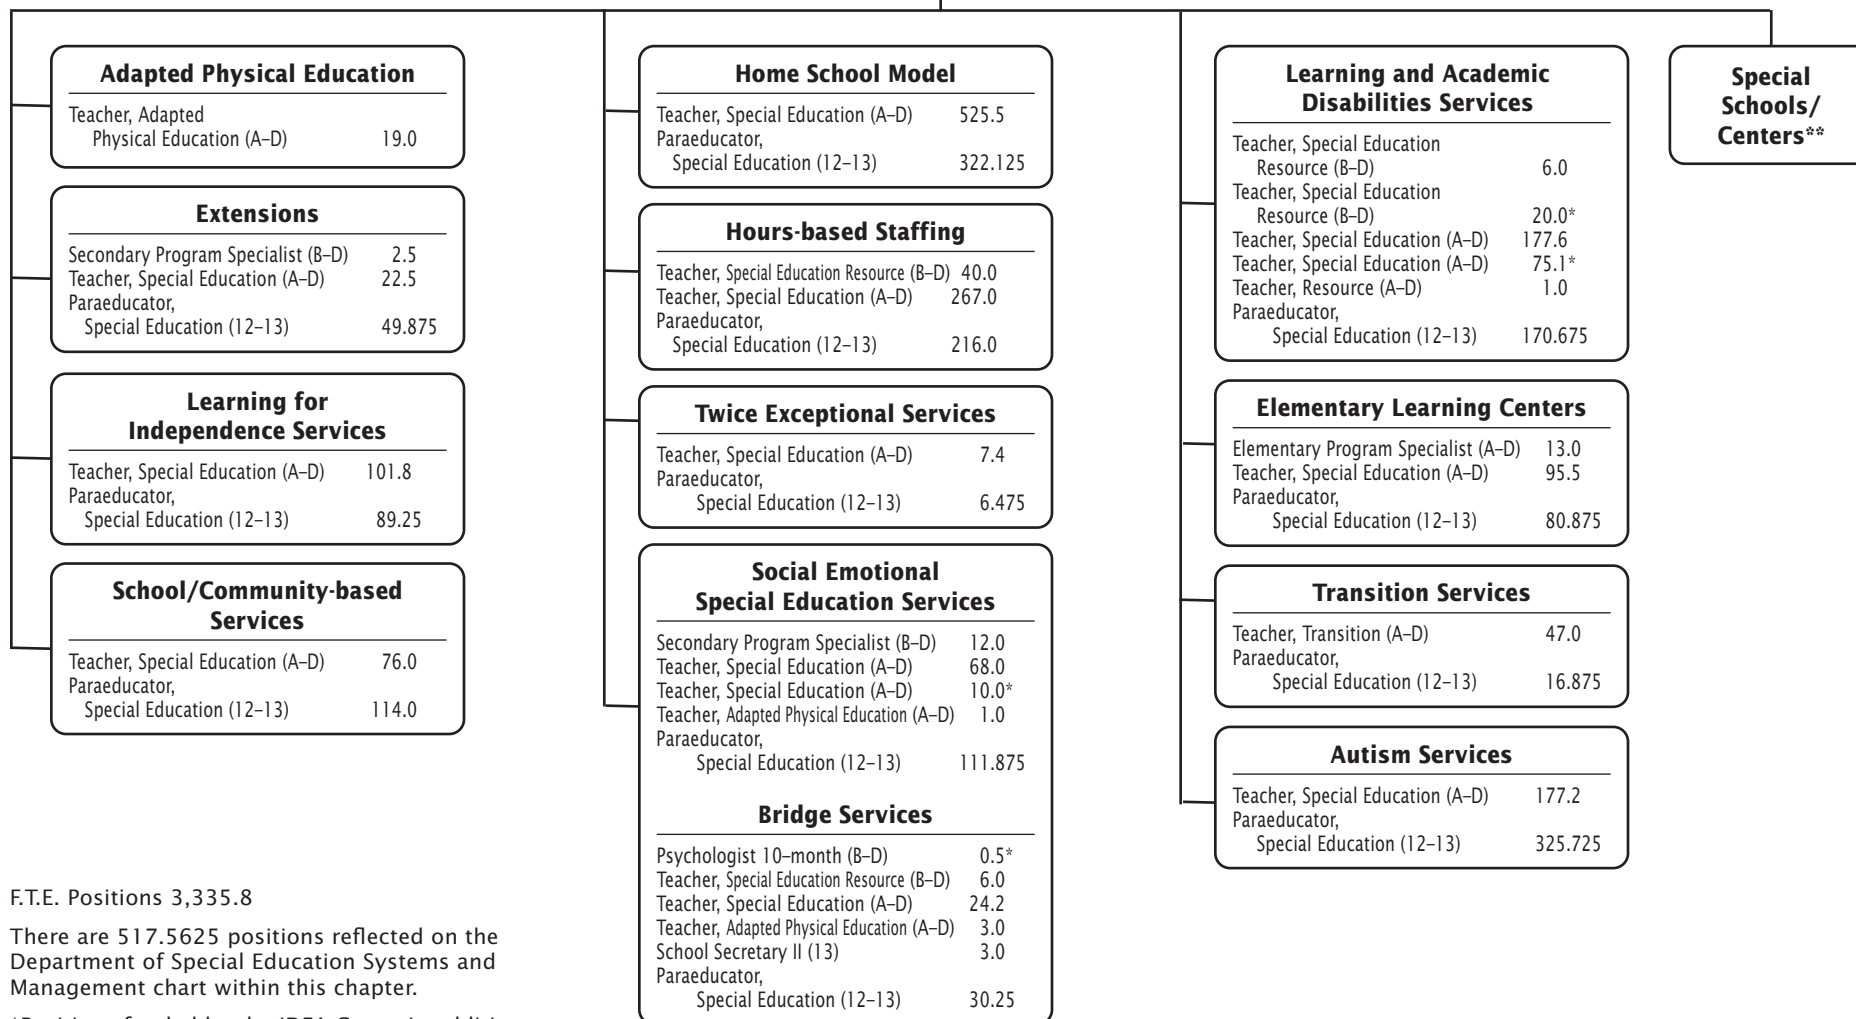 Adapted Physical Education
Teacher, Adapted
Physical Education (A–D) 19.0
Extensions
Secondary Program Specialist (B–D) 2.5
Teacher, Special Education (A–D) 22.5
Paraeducator,
Special Education (12–13) 49.875
Learning for
Independence Services
Teacher, Special Education (A–D) 101.8
Paraeducator,
Special Education (12–13) 89.25
School/Community-based
Services
Teacher, Special Education (A–D) 76.0
Paraeducator,
Special Education (12–13) 114.0
Home School Model
Teacher, Special Education (A–D) 525.5
Paraeducator,
Special Education (12–13) 322.125
Hours-based Staffing
Teacher, Special Education Resource (B–D) 40.0
Teacher, Special Education (A–D) 267.0
Paraeducator,
Special Education (12–13) 216.0
Twice Exceptional Services
Teacher, Special Education (A–D) 7.4
Paraeducator,
Special Education (12–13) 6.475
Social Emotional
Special Education Services
Secondary Program Specialist (B–D) 12.0
Teacher, Special Education (A–D) 68.0
Teacher, Special Education (A–D) 10.0*
Teacher, Adapted Physical Education (A–D) 1.0
Paraeducator,
Special Education (12–13) 111.875
Bridge Services
Psychologist 10–month (B–D) 0.5*
Teacher, Special Education Resource (B–D) 6.0
Teacher, Special Education (A–D) 24.2
Teacher, Adapted Physical Education (A–D) 3.0
School Secretary II (13) 3.0
Paraeducator,
Special Education (12–13) 30.25
Learning and Academic
Disabilities Services
Teacher, Special Education
Resource (B–D) 6.0
Teacher, Special Education
Resource (B–D) 20.0*
Teacher, Special Education (A–D) 177.6
Teacher, Special Education (A–D) 75.1*
Teacher, Resource (A–D) 1.0
Paraeducator,
Special Education (12–13) 170.675
Elementary Learning Centers
Elementary Program Specialist (A–D) 13.0
Teacher, Special Education (A–D) 95.5
Paraeducator,
Special Education (12–13) 80.875
Transition Services
Teacher, Transition (A–D) 47.0
Paraeducator,
Special Education (12–13) 16.875
Autism Services
Teacher, Special Education (A–D) 177.2
Paraeducator,
Special Education (12–13) 325.725
Special
Schools/
Centers**
F.T.E. Positions 3,335.8
There are 517.5625 positions reflected on the
Department of Special Education Systems and
Management chart within this chapter.